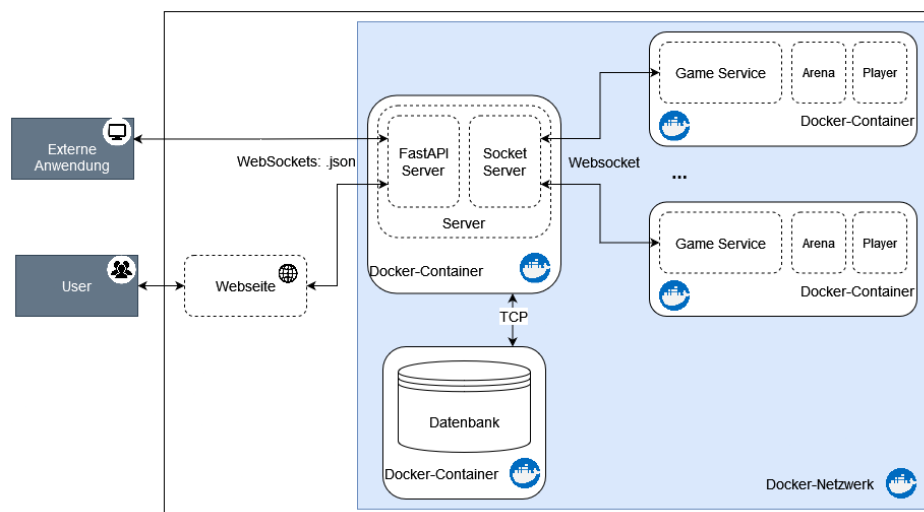 Externe
Anwendung
User
Webseite
WebSockets: .json
FastAPI
Server
Socket
Server
Server
Docker-Container
TCP
Datenbank
Docker-Container
Websocket
Game Service
Arena
Player
Docker-Container
...
Game Service
Arena
Player
Docker-Container
Docker-Netzwerk